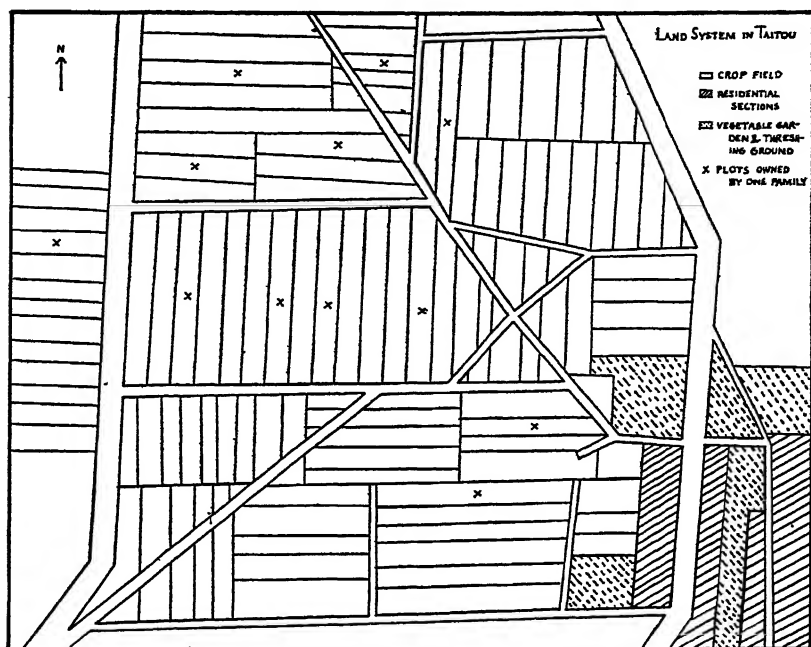 LAND SYSTEM IN TAITOU
N
CROP FIELD
RESIDENTIAL
SECTIONS
VEGETABLE GAR-
DEN & THRESH-
ING GROUND
X PLOTS OWNED
BY ONE FAMILY
X
X
X
X
X
X
X
X
X
X
X
X